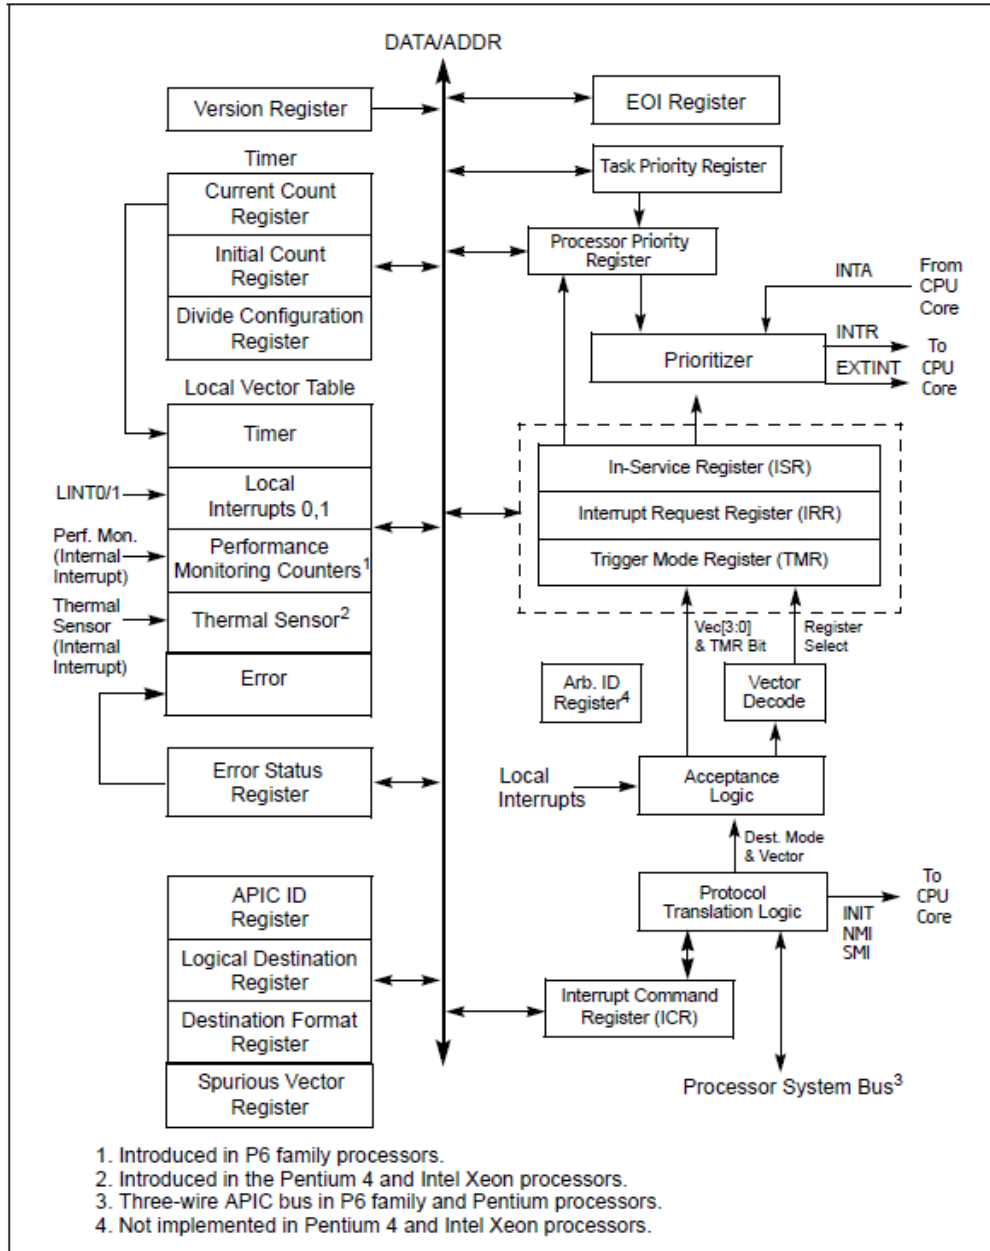 DATA/ADDR
Version Register
EOI Register
Timer
Current Count
Register
Initial Count
Register
Divide Configuration
Register
Task Priority Register
Processor Priority
Register
INTA
From
CPU
Core
Prioritizer
INTR
EXTINT
To
CPU
Core
Local Vector Table
Timer
LINT0/1
Local
Interrupts 0,1
Perf. Mon.
(Internal
Interrupt)
Performance
Monitoring Counters1
Thermal
Sensor
(Internal
Interrupt)
Thermal Sensor2
Error
In-Service Register (ISR)
Interrupt Request Register (IRR)
Trigger Mode Register (TMR)
Vec[3:0]
& TMR Bit
Register
Select
Arb. ID
Register4
Vector
Decode
Error Status
Register
Local
Interrupts
Acceptance
Logic
Dest. Mode
& Vector
APIC ID
Register
Logical Destination
Register
Destination Format
Register
Spurious Vector
Register
Protocol
Translation Logic
To
CPU
Core
INIT
NMI
SMI
Interrupt Command
Register (ICR)
Processor System Bus3
1. Introduced in P6 family processors.
2. Introduced in the Pentium 4 and Intel Xeon processors.
3. Three-wire APIC bus in P6 family and Pentium processors.
4. Not implemented in Pentium 4 and Intel Xeon processors.